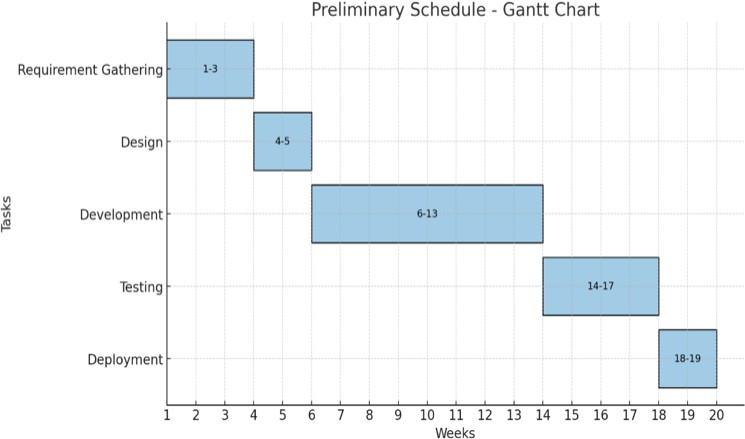 Preliminary Schedule - Gantt Chart
Requirement Gathering
1-3
Design
4-5
Development
6-13
Testing
14-17
Deployment
18-19
Tasks
1 2 3 4 5 6 7 8 9 10 11 12 13 14 15 16 17 18 19 20
Weeks